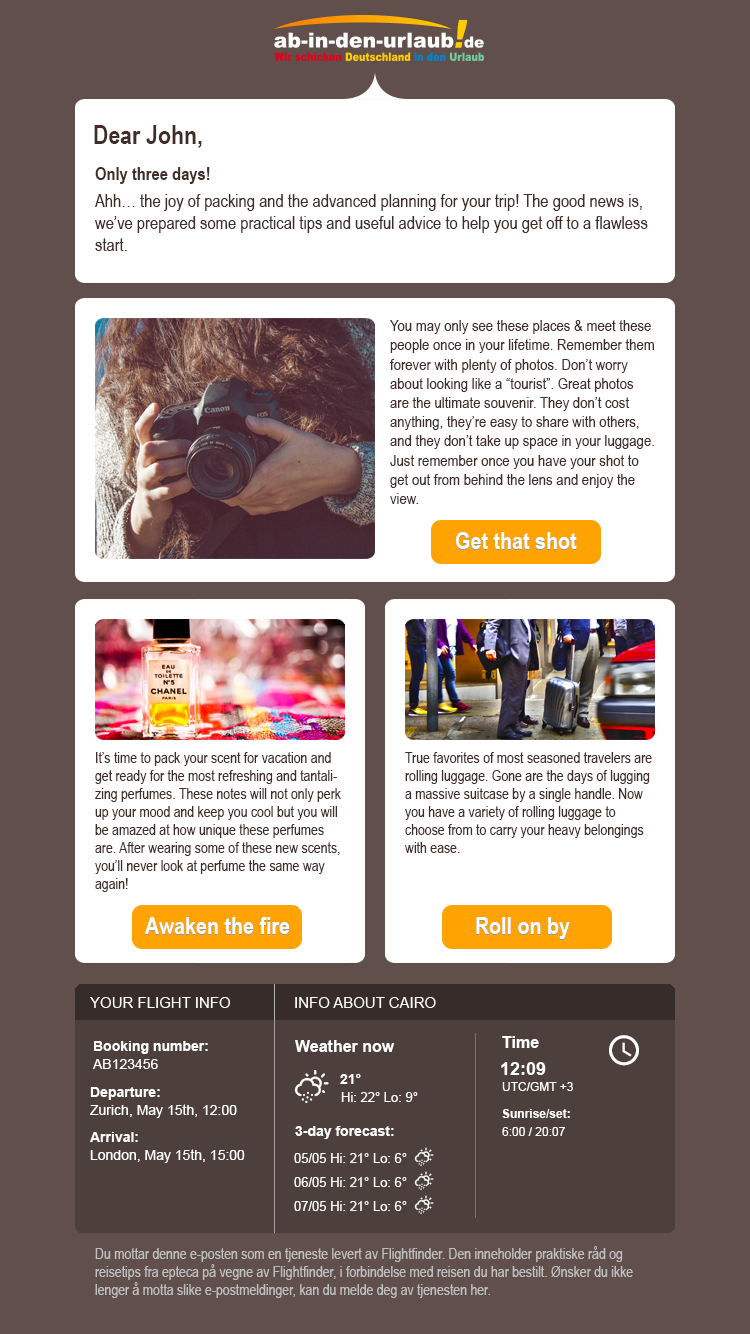 ab-in-den-urlaub!de
Wir schicken Deutschland in den Urlaub
Dear John,
Only three days!
Ahh… the joy of packing and the advanced planning for your trip! The good news is,
we've prepared some practical tips and useful advice to help you get off to a flawless
start.
Canon
EOS
You may only see these places & meet these
people once in your lifetime. Remember them
forever with plenty of photos. Don't worry
about looking like a “tourist”. Great photos
are the ultimate souvenir. They don't cost
anything, they're easy to share with others,
and they don't take up space in your luggage.
Just remember once you have your shot to
get out from behind the lens and enjoy the
view.
Get that shot
EAU
DE
TOILETTE
N°5
CHANEL
PARIS
It's time to pack your scent for vacation and
get ready for the most refreshing and tantali-
zing perfumes. These notes will not only perk
up your mood and keep you cool but you will
be amazed at how unique these perfumes
are. After wearing some of these new scents,
you'll never look at perfume the same way
again!
Awaken the fire
True favorites of most seasoned travelers are
rolling luggage. Gone are the days of lugging
a massive suitcase by a single handle. Now
you have a variety of rolling luggage to
choose from to carry your heavy belongings
with ease.
Roll on by
YOUR FLIGHT INFO
Booking number:
AB123456
Departure:
Zurich, May 15th, 12:00
Arrival:
London, May 15th, 15:00
INFO ABOUT CAIRO
Weather now
21°
Hi: 22° Lo: 9°
3-day forecast:
05/05 Hi: 21° Lo: 6°
06/05 Hi: 21° Lo: 6°
07/05 Hi: 21° Lo: 6°
Time
12:09
UTC/GMT +3
Sunrise/set:
6:00 / 20:07
Du mottar denne e-posten som en tjeneste levert av Flightfinder. Den inneholder praktiske råd og
reisetips fra epteca på vegne av Flightfinder, i forbindelse med reisen du har bestilt. Ønsker du ikke
lenger å motta slike e-postmeldinger, kan du melde deg av tjenesten her.